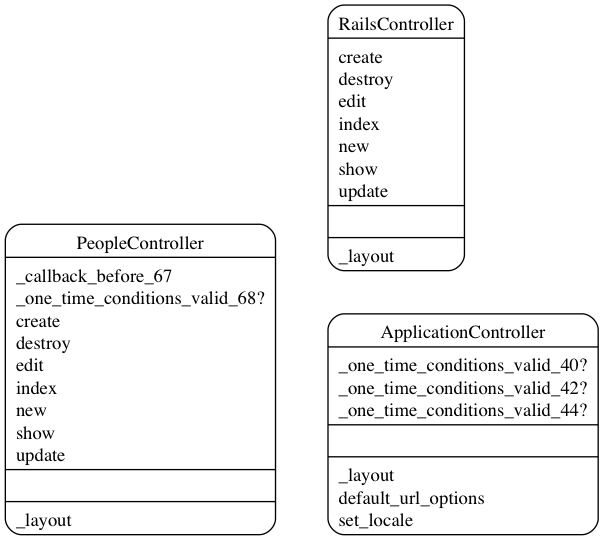 RailsController
create
destroy
edit
index
new
show
update
_layout
PeopleController
_callback_before_67
_one_time_conditions_valid_68?
create
destroy
edit
index
new
show
update
_layout
ApplicationController
_one_time_conditions_valid_40?
_one_time_conditions_valid_42?
_one_time_conditions_valid_44?
_layout
default_url_options
set_locale